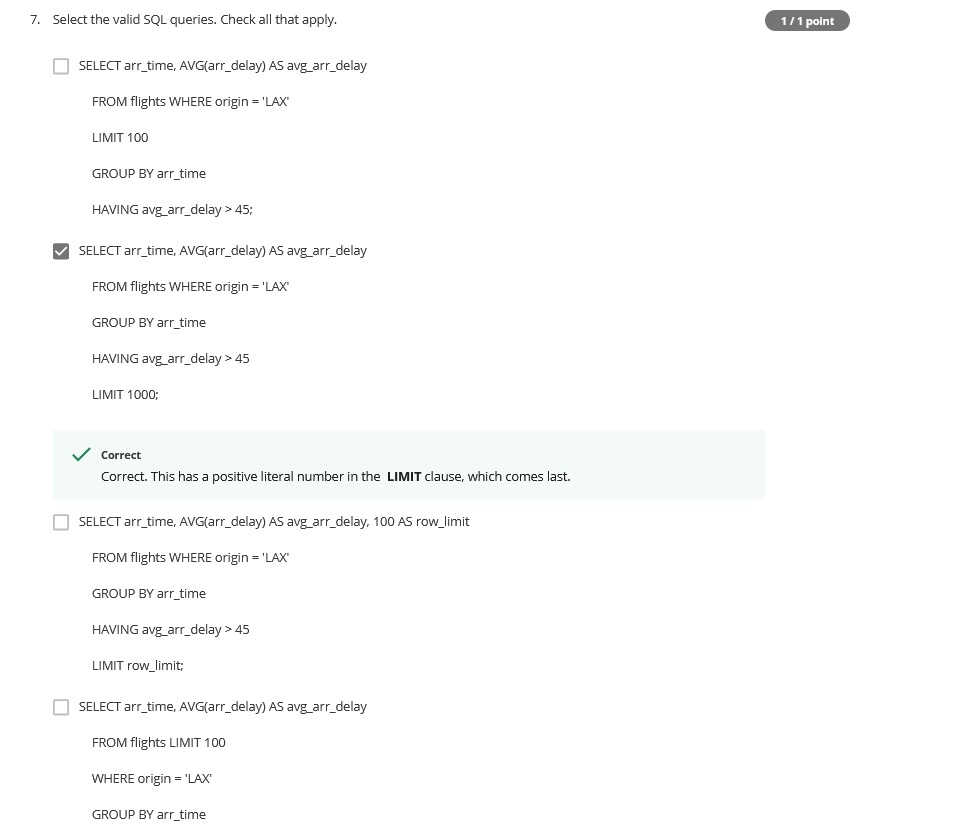 7. Select the valid SQL queries. Check all that apply.
1 / 1 point
SELECT arr_time, AVG(arr_delay) AS avg_arr_delay
FROM flights WHERE origin = 'LAX'
LIMIT 100
GROUP BY arr_time
HAVING avg_arr_delay > 45;
SELECT arr_time, AVG(arr_delay) AS avg_arr_delay
FROM flights WHERE origin = 'LAX'
GROUP BY arr_time
HAVING avg_arr_delay > 45
LIMIT 1000;
Correct
Correct. This has a positive literal number in the LIMIT clause, which comes last.
SELECT arr_time, AVG(arr_delay) AS avg_arr_delay, 100 AS row_limit
FROM flights WHERE origin = 'LAX'
GROUP BY arr_time
HAVING avg_arr_delay > 45
LIMIT row_limit;
SELECT arr_time, AVG(arr_delay) AS avg_arr_delay
FROM flights LIMIT 100
WHERE origin = 'LAX'
GROUP BY arr_time